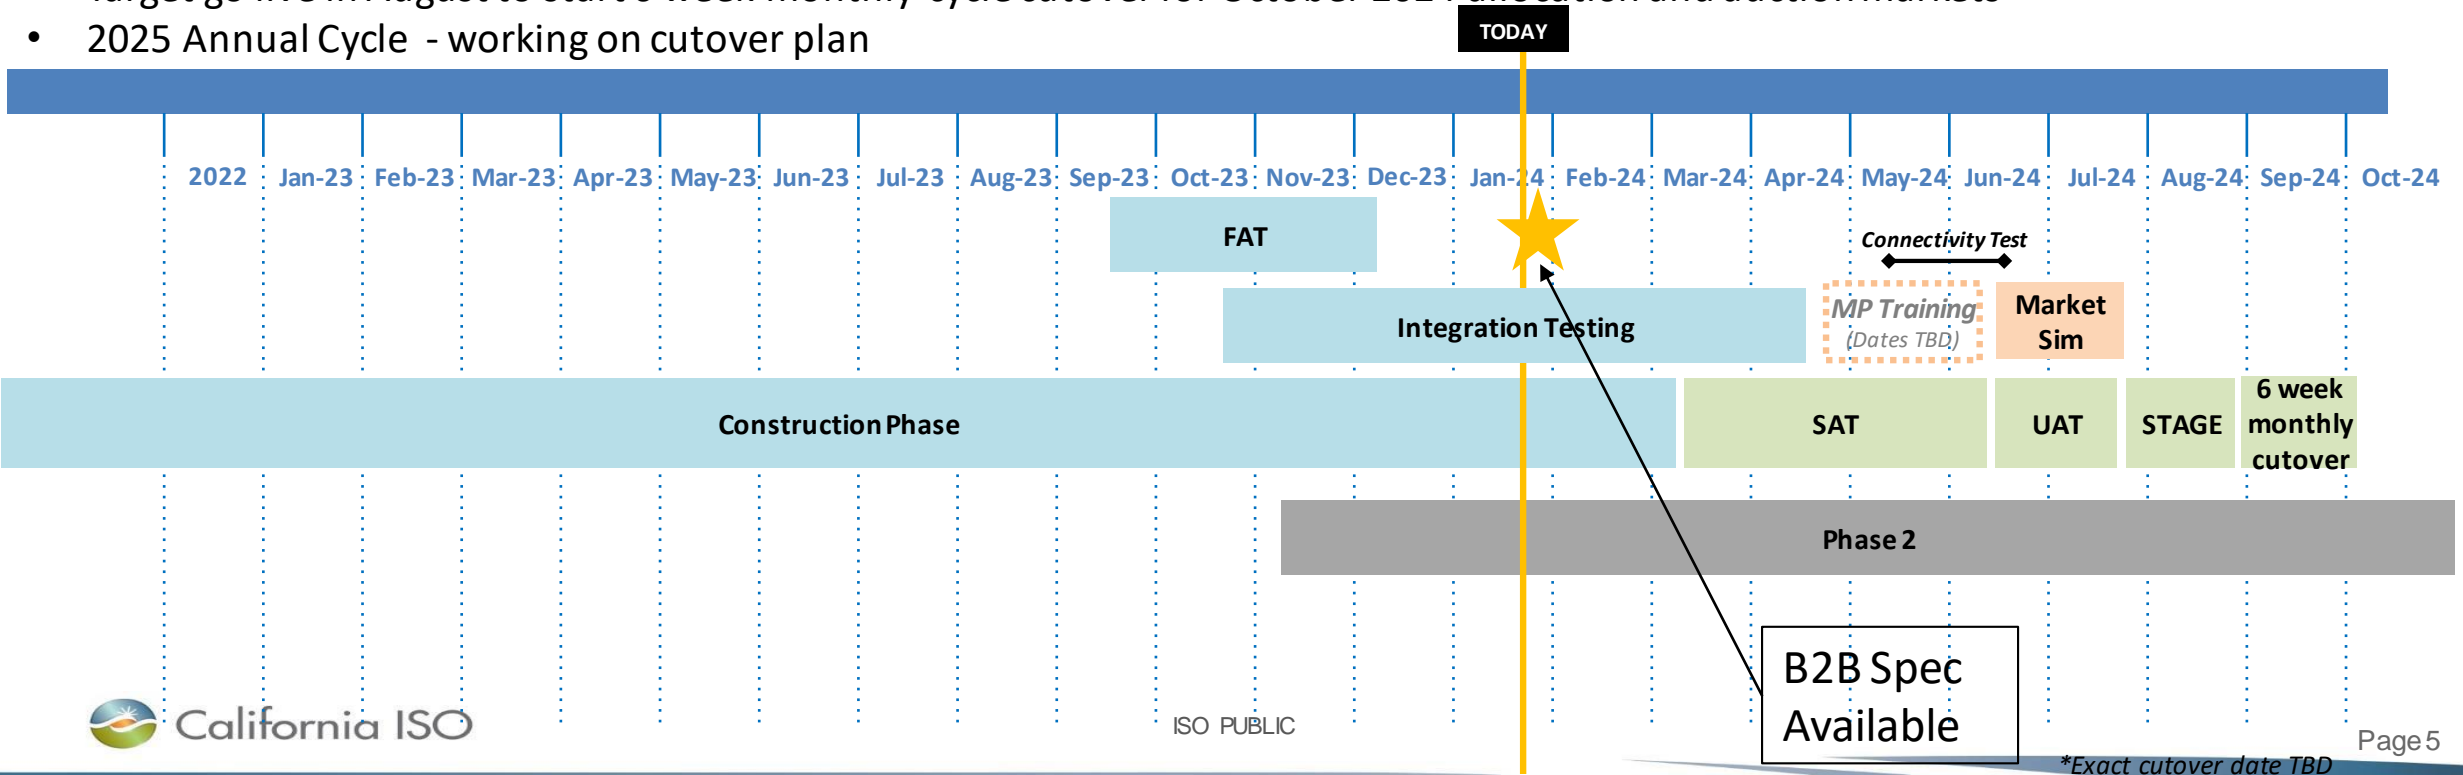 • 2025 Annual Cycle - working on cutover plan
TODAY
2022 Jan-23 Feb-23 Mar-23 Apr-23 May-23 Jun-23 Jul-23 Aug-23 Sep-23 Oct-23 Nov-23 Dec-23 Jan-24 Feb-24 Mar-24 Apr-24 May-24 Jun-24 Jul-24 Aug-24 Sep-24 Oct-24
FAT
Connectivity Test
Integration Testing
MP Training
(Dates TBD)
Market
Sim
Construction Phase
SAT
UAT
STAGE
6 week
monthly
cutover
Phase 2
B2B Spec
Available
California ISO
ISO PUBLIC
Page 5
*Exact cutover date TBD